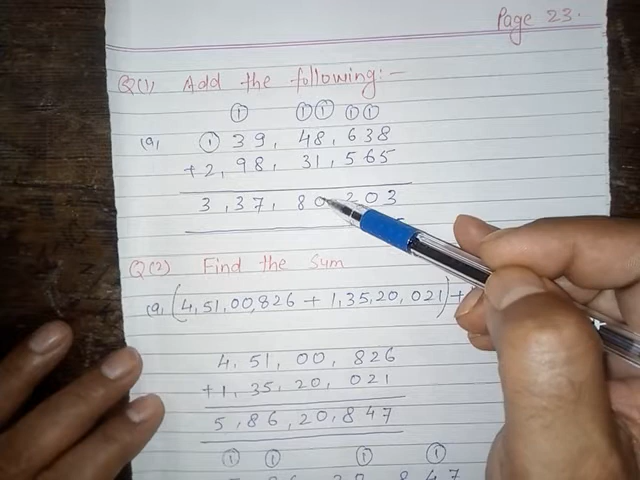 Page 23.
Q(1) Add the following:-
① ①① ①①
(a, ① 39, 48, 638
+2, 98, 31, 565
3, 37, 80, 203
Q(2) Find the Sum
(a, (4,51,00,826 + 1,35,20,021)+
4, 51, 00, 826
+1, 35, 20, 021
5, 86, 20, 847
① ① ① ①